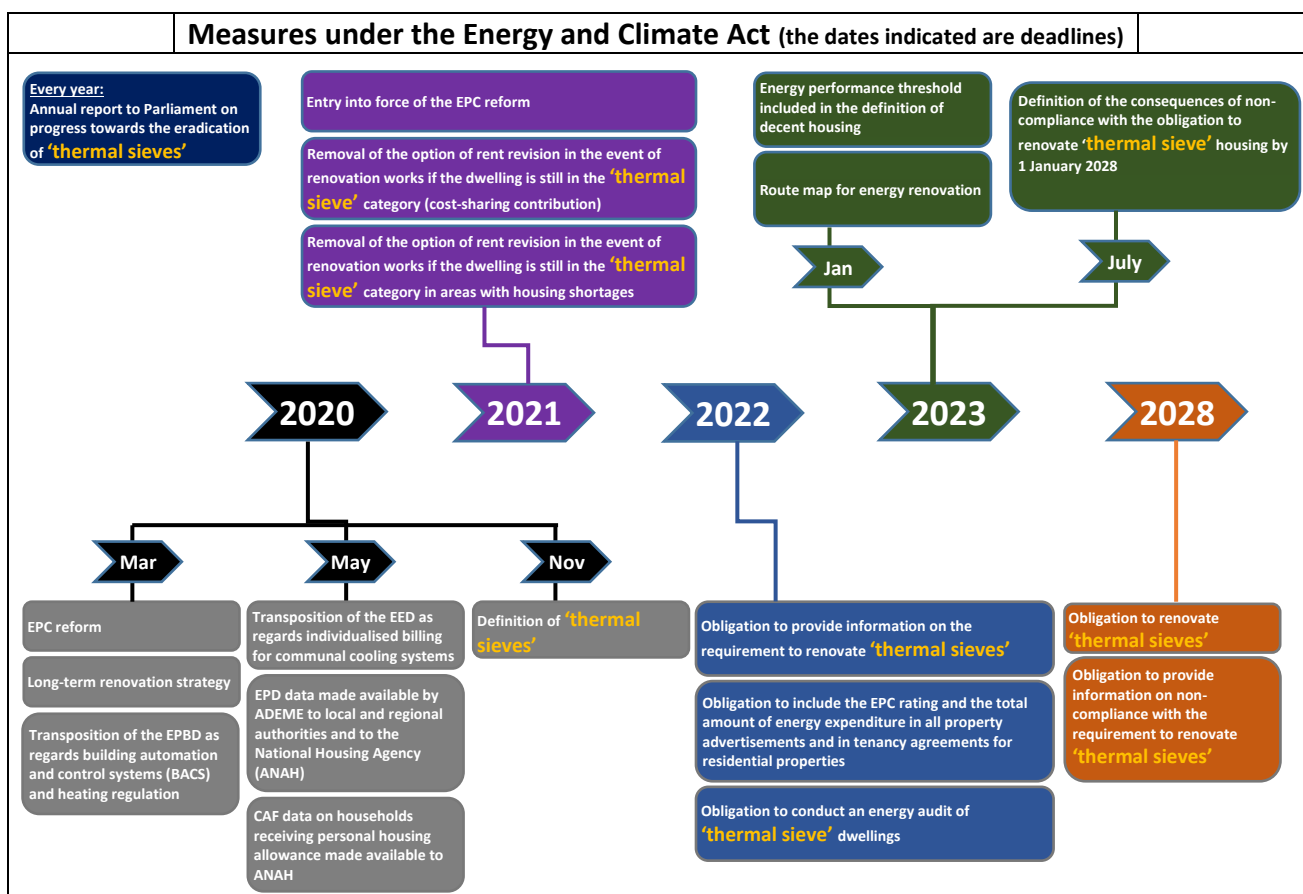 Measures under the Energy and Climate Act (the dates indicated are deadlines)
Every year:
Annual report to Parliament on
progress towards the eradication
of ‘thermal sieves’
Entry into force of the EPC reform
Removal of the option of rent revision in the event of
renovation works if the dwelling is still in the ‘thermal
sieve’ category (cost-sharing contribution)
Removal of the option of rent revision in the event of
renovation works if the dwelling is still in the ‘thermal
sieve’ category in areas with housing shortages
Energy performance threshold
included in the definition of
decent housing
Route map for energy renovation
Jan
Definition of the consequences of non-
compliance with the obligation to
renovate ‘thermal sieve’ housing by
1 January 2028
July
2020
2021
2022
2023
2028
Mar
May
Nov
EPC reform
Long-term renovation strategy
Transposition of the EPBD as
regards building automation
and control systems (BACS)
and heating regulation
Transposition of the EED as
regards individualised billing
for communal cooling systems
EPD data made available by
ADEME to local and regional
authorities and to the
National Housing Agency
(ANAH)
CAF data on households
receiving personal housing
allowance made available to
ANAH
Definition of ‘thermal
sieves’
Obligation to provide information on the
requirement to renovate ‘thermal sieves’
Obligation to include the EPC rating and the total
amount of energy expenditure in all property
advertisements and in tenancy agreements for
residential properties
Obligation to conduct an energy audit of
‘thermal sieve’ dwellings
Obligation to renovate
‘thermal sieves’
Obligation to provide
information on non-
compliance with the
requirement to renovate
‘thermal sieves’